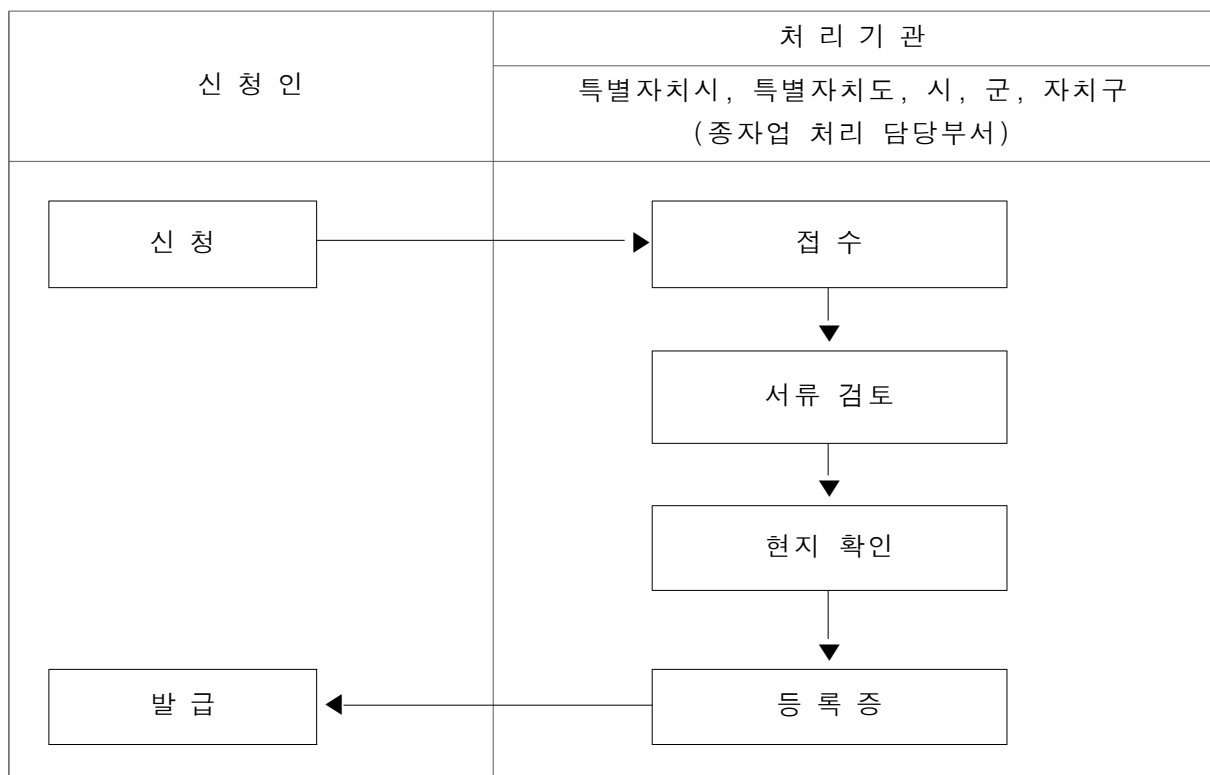 신 청 인
처 리 기 관
특별자치시, 특별자치도, 시, 군, 자치구
(종자업 처리 담당부서)
신 청
접 수
서류 검토
현지 확인
발 급
등 록 증